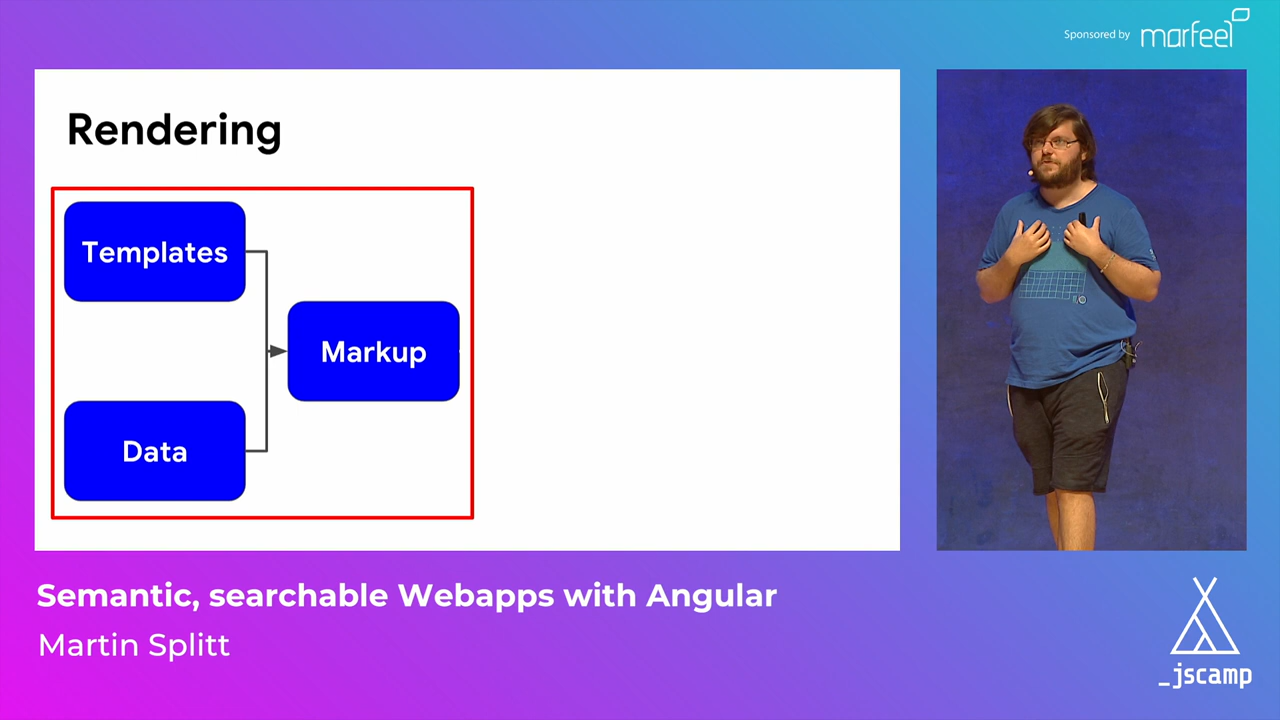 Sponsored by marfeel
Rendering
Templates
Markup
Data
Semantic, searchable Webapps with Angular
Martin Splitt
_jscamp